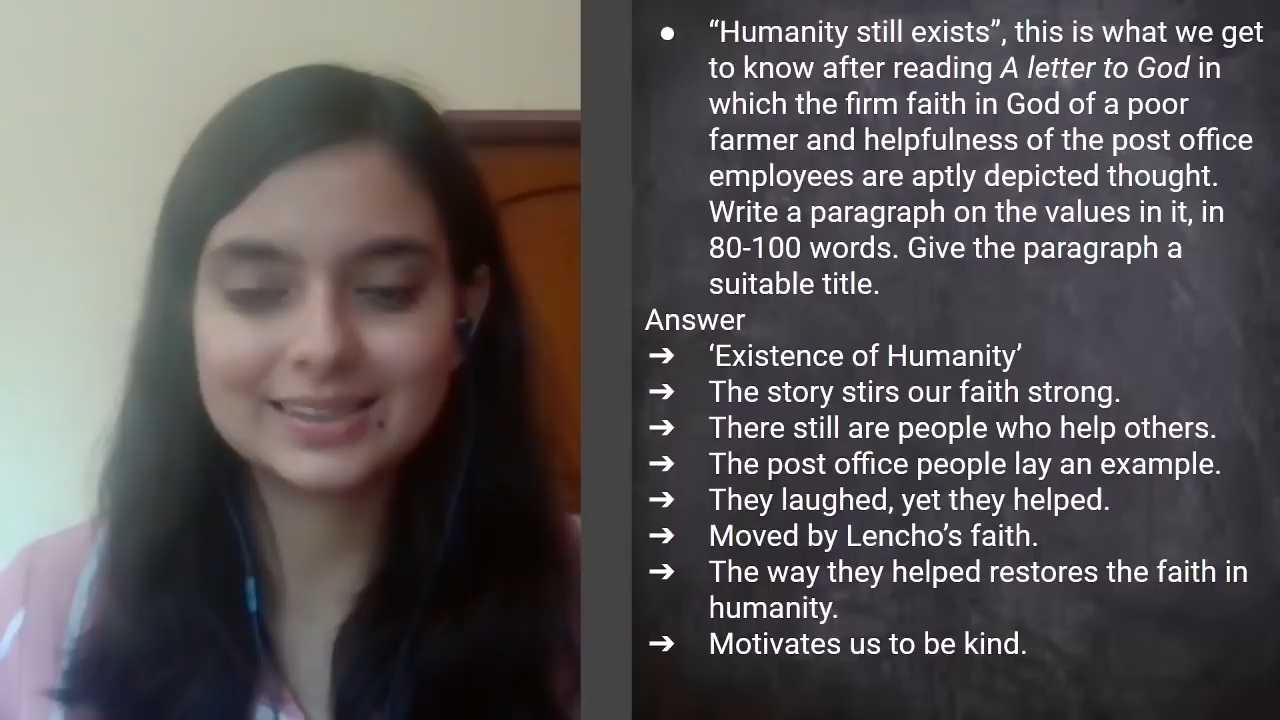 ● “Humanity still exists”, this is what we get
to know after reading A letter to God in
which the firm faith in God of a poor
farmer and helpfulness of the post office
employees are aptly depicted thought.
Write a paragraph on the values in it, in
80-100 words. Give the paragraph a
suitable title.
Answer
➔ ‘Existence of Humanity’
➔ The story stirs our faith strong.
➔ There still are people who help others.
➔ The post office people lay an example.
➔ They laughed, yet they helped.
➔ Moved by Lencho’s faith.
➔ The way they helped restores the faith in
humanity.
➔ Motivates us to be kind.